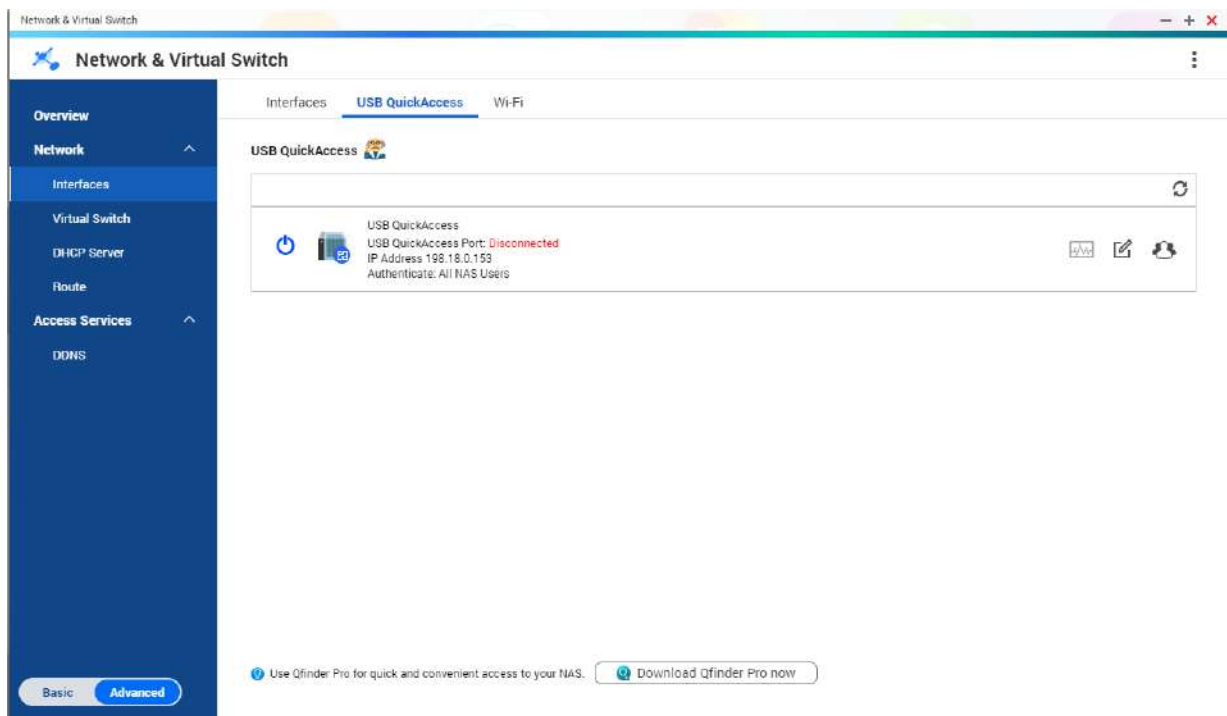 Network & Virtual Switch
Network & Virtual Switch
Overview
Network
Interfaces
Virtual Switch
DHCP Server
Route
Access Services
DDNS
Basic Advanced
Interfaces USB QuickAccess Wi-Fi
USB QuickAccess
USB QuickAccess
USB QuickAccess Port: Disconnected
IP Address 198.18.0.153
Authenticate: All NAS Users
Use Qfinder Pro for quick and convenient access to your NAS. Download Qfinder Pro now